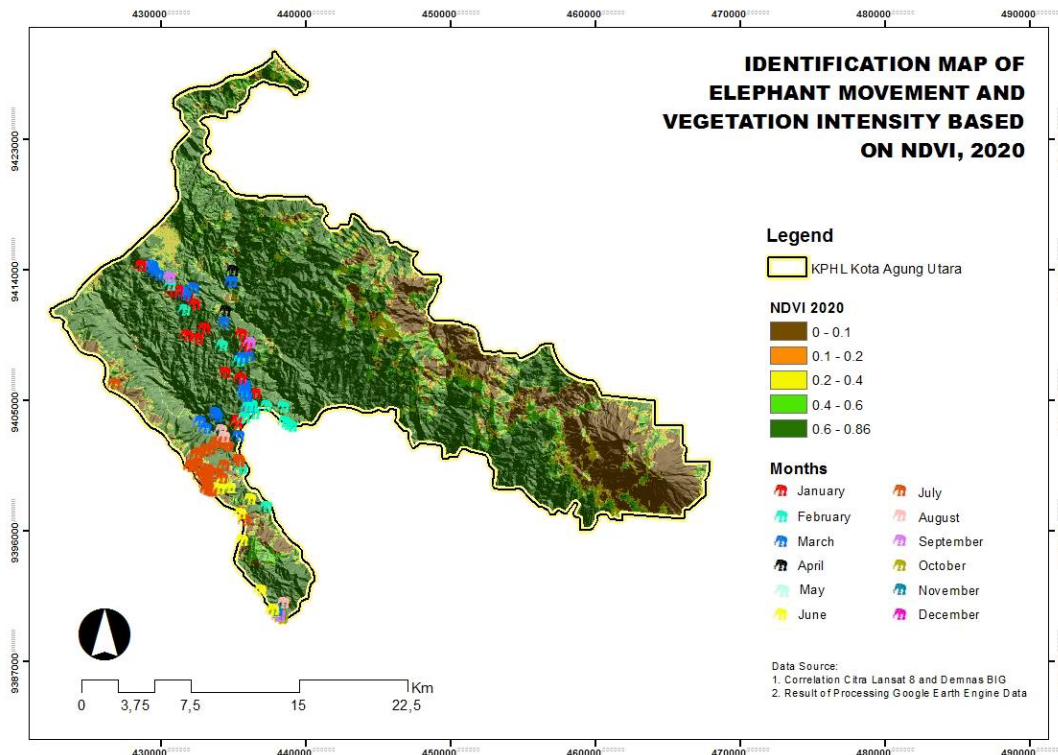 430000 440000 450000 460000 470000 480000 490000
IDENTIFICATION MAP OF
ELEPHANT MOVEMENT AND
VEGETATION INTENSITY BASED
ON NDVI, 2020
9423000
9414000
9405000
9396000
9387000
Legend
KPHL Kota Agung Utara
NDVI 2020
0 - 0.1
0.1 - 0.2
0.2 - 0.4
0.4 - 0.6
0.6 - 0.86
Months
January
February
March
April
May
June
July
August
September
October
November
December
Data Source:
1. Correlation Citra Lansat 8 and Demnas BIG
2. Result of Processing Google Earth Engine Data
Km
0 3,75 7,5 15 22,5
430000 440000 450000 460000 470000 480000 490000